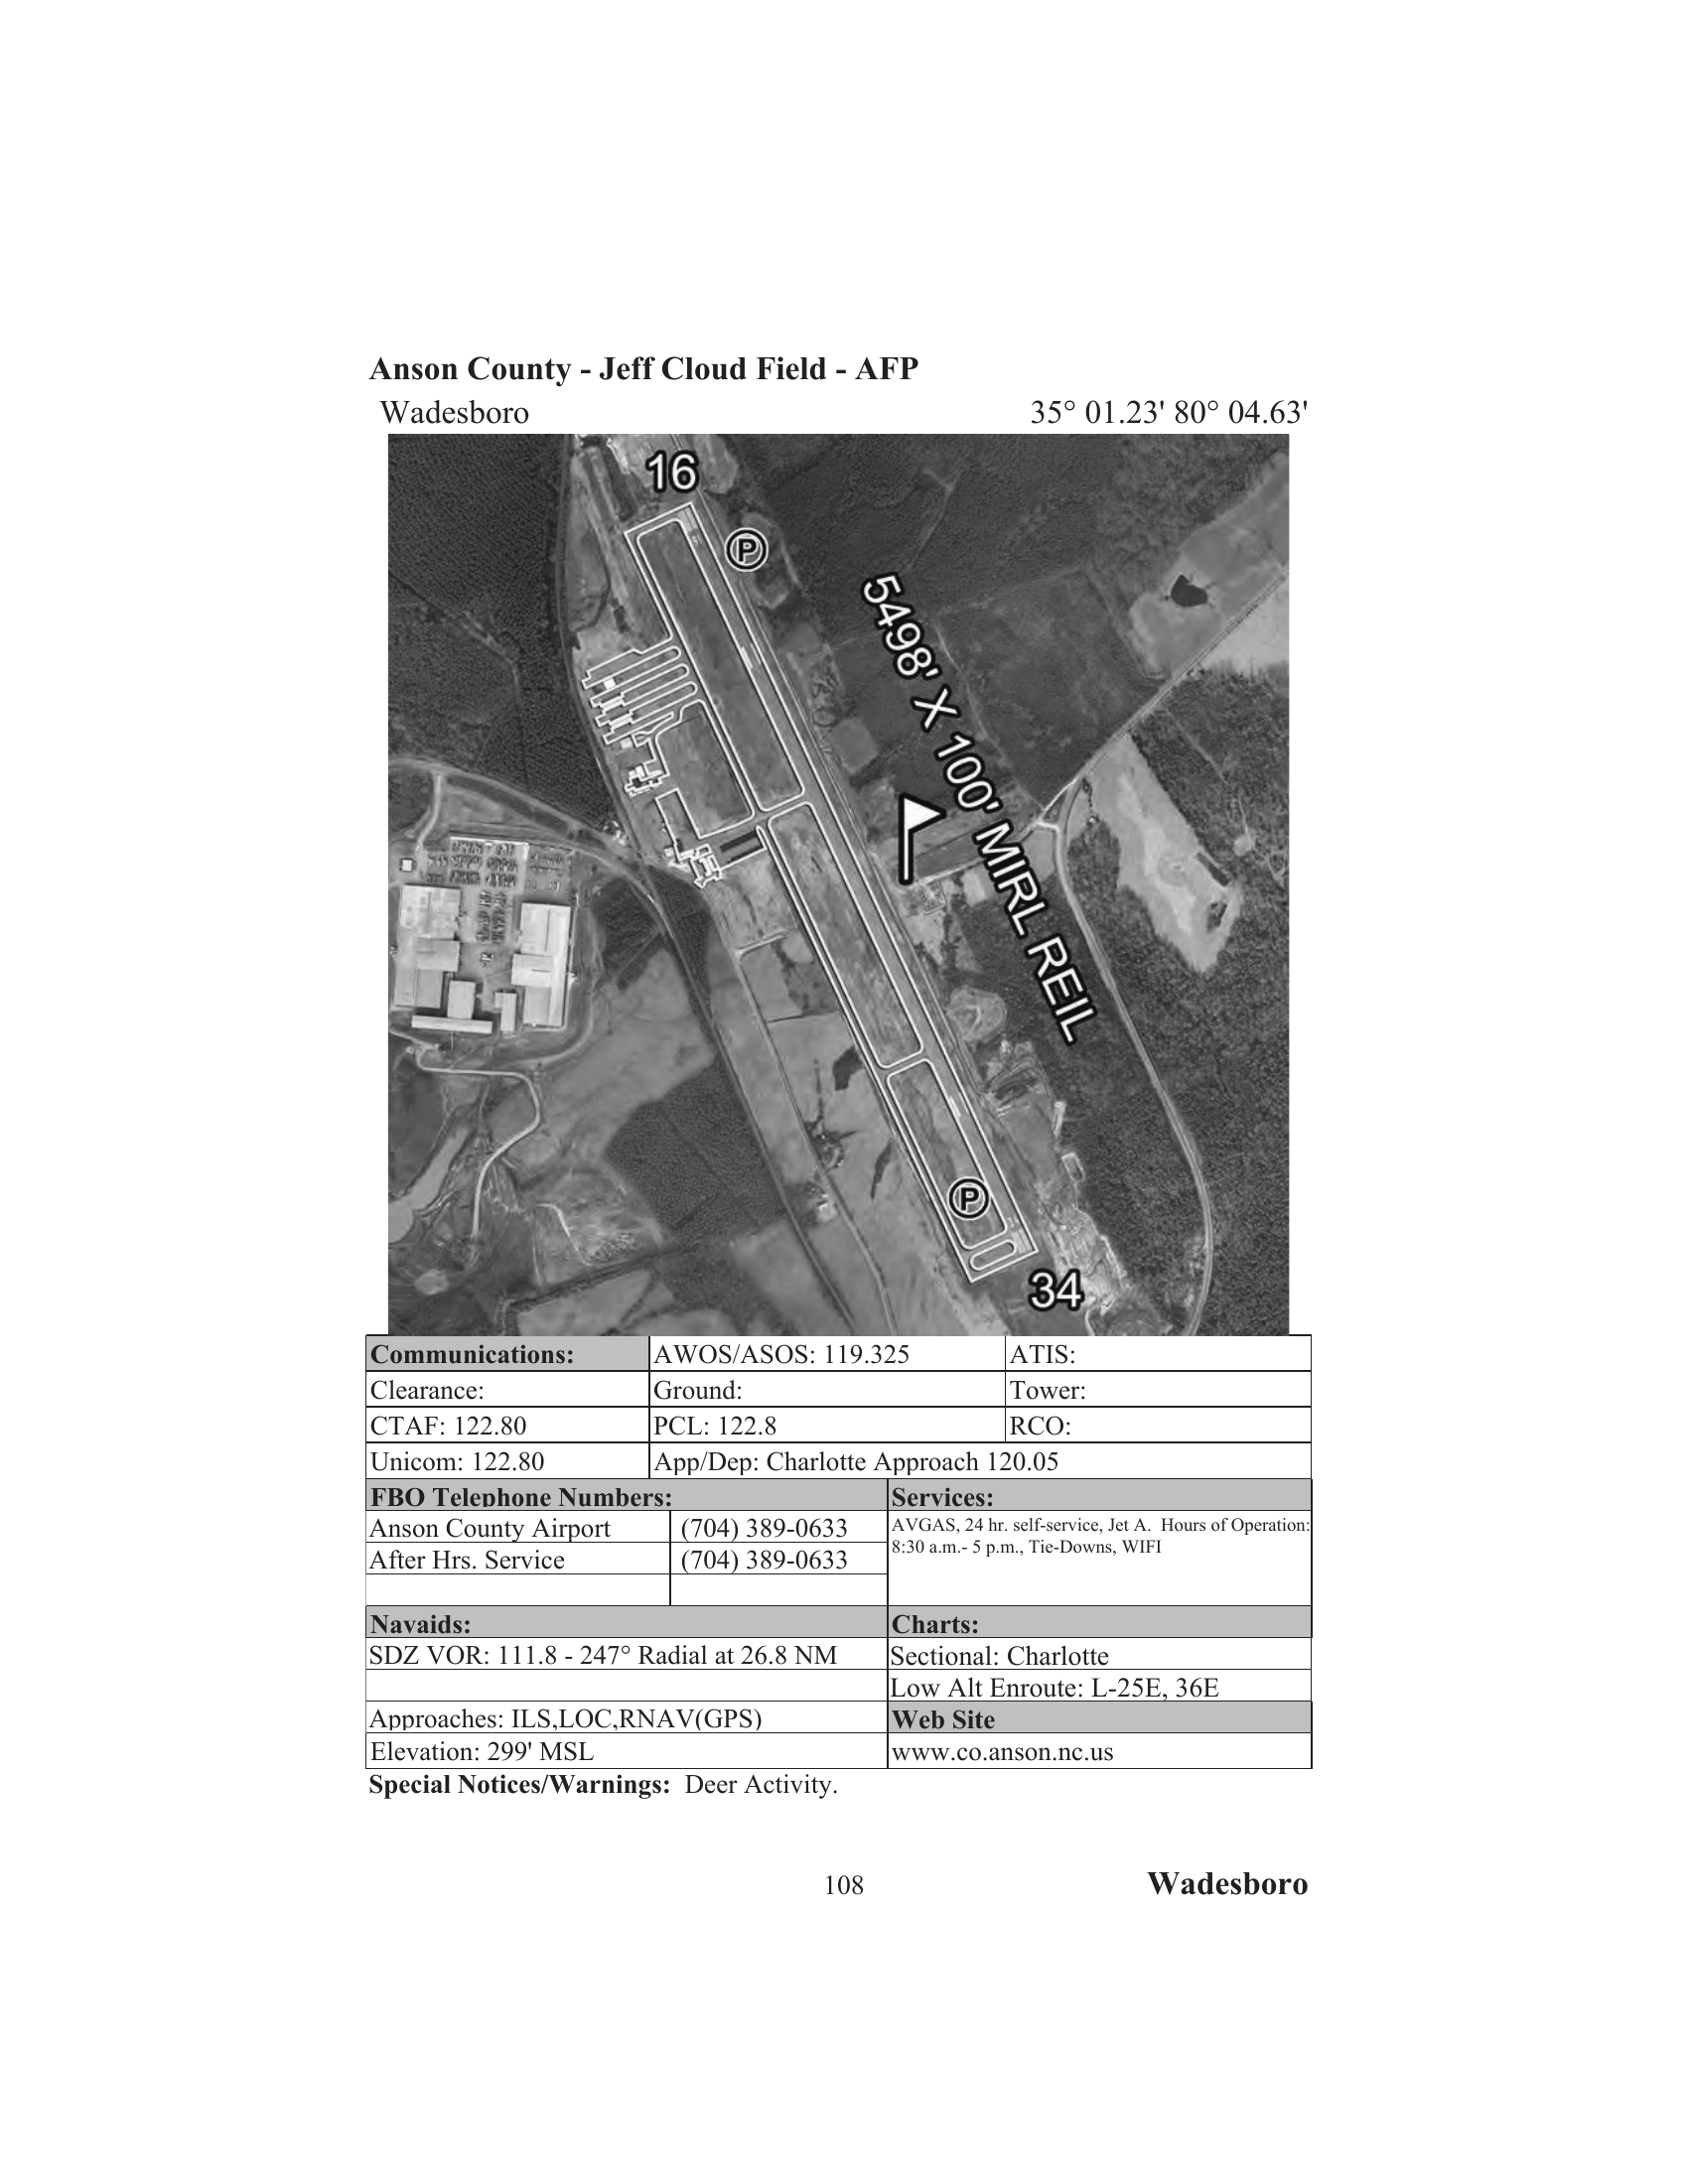 Anson County - Jeff Cloud Field - AFP
Wadesboro 35° 01.23' 80° 04.63'
16
P
5498' X 100' MIRL REIL
P
34
Communications: AWOS/ASOS: 119.325 ATIS:
Clearance: Ground: Tower:
CTAF: 122.80 PCL: 122.8 RCO:
Unicom: 122.80 App/Dep: Charlotte Approach 120.05
FBO Telephone Numbers: Services:
Anson County Airport (704) 389-0633 AVGAS, 24 hr. self-service, Jet A. Hours of Operation:
8:30 a.m.- 5 p.m., Tie-Downs, WIFI
After Hrs. Service (704) 389-0633
Navaids: Charts:
SDZ VOR: 111.8 - 247° Radial at 26.8 NM Sectional: Charlotte
Low Alt Enroute: L-25E, 36E
Approaches: ILS,LOC,RNAV(GPS) Web Site
Elevation: 299' MSL www.co.anson.nc.us
Special Notices/Warnings: Deer Activity.
108 Wadesboro